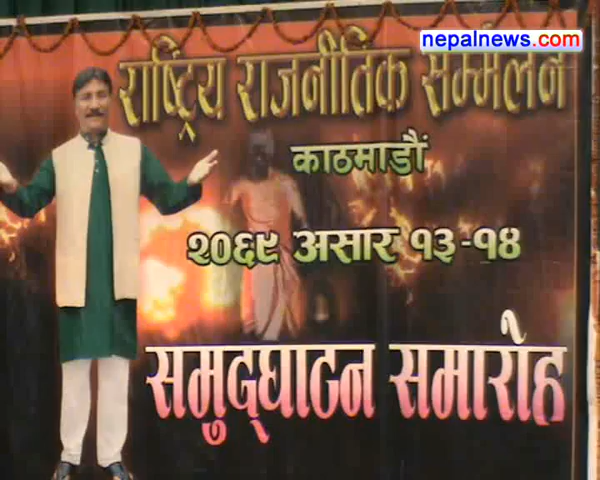 nepalnews.com
राष्ट्रिय राजनीतिक सम्मेलन
काठमाडौं
२०६९ असार १३-१४
समुद्घाटन समारोह